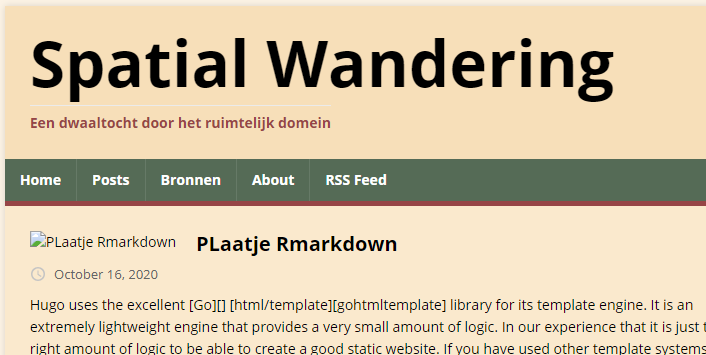 Spatial Wandering
Een dwaaltocht door het ruimtelijk domein
Home Posts Bronnen About RSS Feed
PLaatje Rmarkdown PLaatje Rmarkdown
October 16, 2020
Hugo uses the excellent [Go][] [html/template][gohtmltemplate] library for its template engine. It is an
extremely lightweight engine that provides a very small amount of logic. In our experience that it is just
right amount of logic to be able to create a good static website. If you have used other template systems